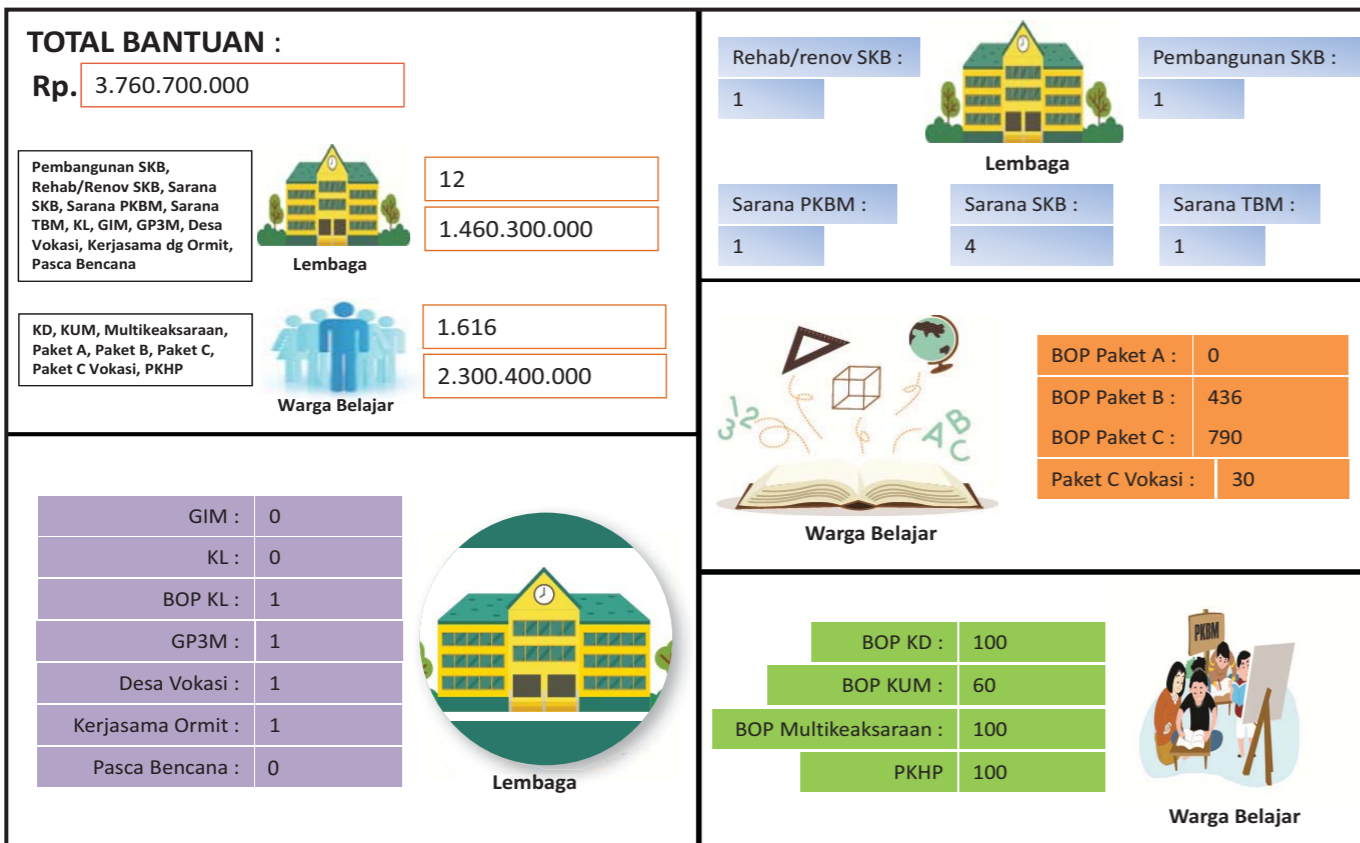 TOTAL BANTUAN :
Rp. 3.760.700.000
Pembangunan SKB,
Rehab/Renov SKB, Sarana
SKB, Sarana PKBM, Sarana
TBM, KL, GIM, GP3M, Desa
Vokasi, Kerjasama dg Ormit,
Pasca Bencana
Lembaga
12
1.460.300.000
KD, KUM, Multikeaksaraan,
Paket A, Paket B, Paket C,
Paket C Vokasi, PKHP
Warga Belajar
1.616
2.300.400.000
Rehab/renov SKB :
1
Pembangunan SKB :
1
Lembaga
Sarana PKBM :
1
Sarana SKB :
4
Sarana TBM :
1
1 2
3
A B
C
Warga Belajar
BOP Paket A : 0
BOP Paket B : 436
BOP Paket C : 790
Paket C Vokasi : 30
GIM : 0
KL : 0
BOP KL : 1
GP3M : 1
Desa Vokasi : 1
Kerjasama Ormit : 1
Pasca Bencana : 0
Lembaga
BOP KD : 100
BOP KUM : 60
BOP Multikeaksaraan : 100
PKHP 100
PKBM
Warga Belajar